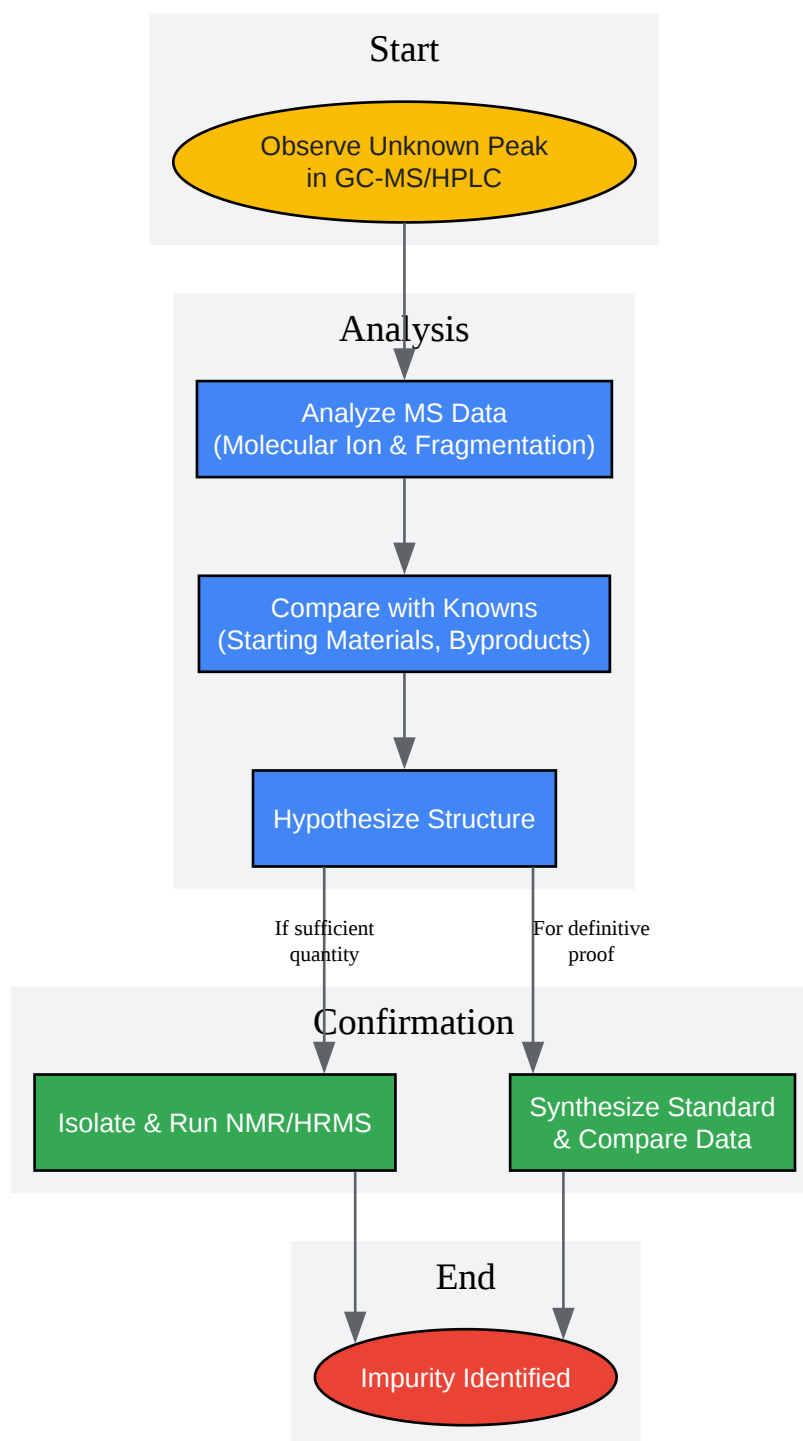 Start
Observe Unknown Peak
in GC-MS/HPLC
Analysis
Analyze MS Data
(Molecular Ion & Fragmentation)
Compare with Knowns
(Starting Materials, Byproducts)
Hypothesize Structure
If sufficient
quantity
For definitive
proof
Confirmation
Isolate & Run NMR/HRMS
Synthesize Standard
& Compare Data
End
Impurity Identified